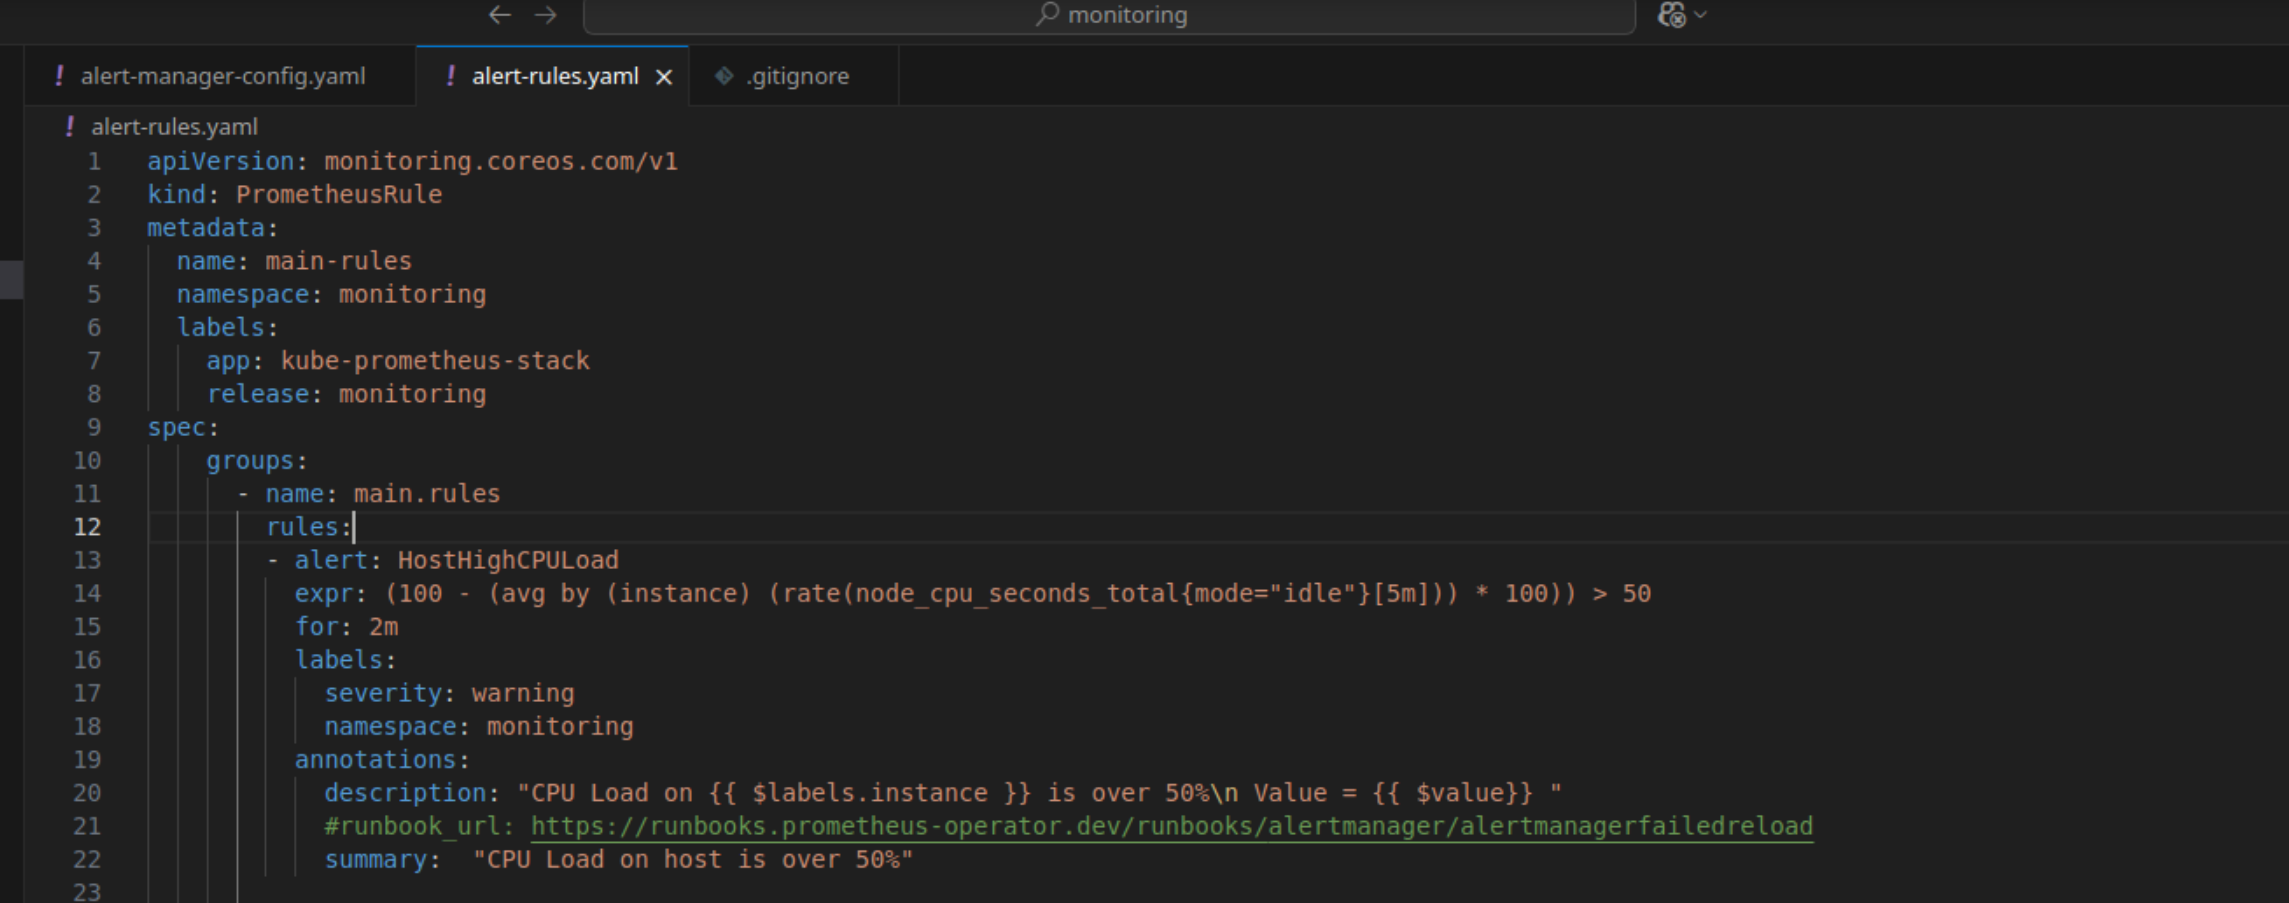 monitoring
alert-manager-config.yaml
alert-rules.yaml
.gitignore
alert-rules.yaml
1 apiVersion: monitoring.coreos.com/v1
2 kind: PrometheusRule
3 metadata:
4   name: main-rules
5   namespace: monitoring
6   labels:
7     app: kube-prometheus-stack
8     release: monitoring
9 spec:
10     groups:
11       - name: main.rules
12         rules:
13         - alert: HostHighCPULoad
14           expr: (100 - (avg by (instance) (rate(node_cpu_seconds_total{mode="idle"}[5m])) * 100)) > 50
15           for: 2m
16           labels:
17             severity: warning
18             namespace: monitoring
19           annotations:
20             description: "CPU Load on {{ $labels.instance }} is over 50%\n Value = {{ $value}} "
21             #runbook_url: https://runbooks.prometheus-operator.dev/runbooks/alertmanager/alertmanagerfailedreload
22             summary:  "CPU Load on host is over 50%"
23